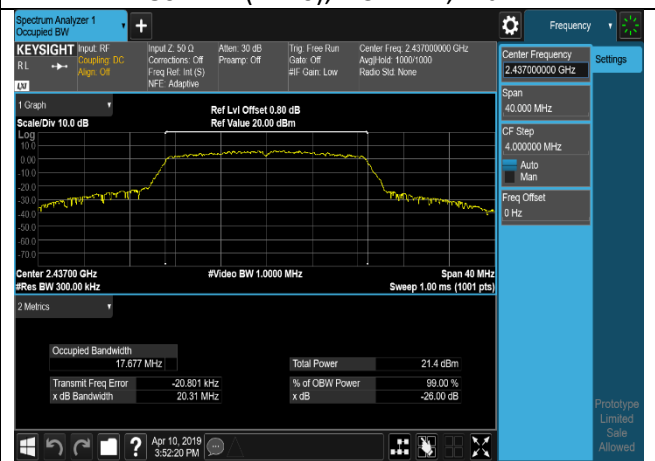 Spectrum Analyzer 1
Occupied BW
Frequency
KEYSIGHT
RL
Input: RF
Coupling: DC
Align: Off
Input Z: 50 Ω
Corrections: Off
Freq Ref: Int (S)
NFE: Adaptive
Atten: 30 dB
Preamp: Off
Trig: Free Run
Gate: Off
#IF Gain: Low
Center Freq: 2.437000000 GHz
Avg|Hold: 1000/1000
Radio Std: None
Center Frequency
2.437000000 GHz
Settings
Span
40.000 MHz
CF Step
4.000000 MHz
Auto
Man
Freq Offset
0 Hz
1 Graph
Scale/Div 10.0 dB
Ref Lvl Offset 0.80 dB
Ref Value 20.00 dBm
Log
10.0
0.00
-10.0
-20.0
-30.0
-40.0
-50.0
-60.0
-70.0
Center 2.43700 GHz
#Video BW 1.0000 MHz
Span 40 MHz
#Res BW 300.00 kHz
Sweep 1.00 ms (1001 pts)
2 Metrics
Occupied Bandwidth
17.677 MHz
Total Power 21.4 dBm
Transmit Freq Error -20.801 kHz
% of OBW Power 99.00 %
x dB Bandwidth 20.31 MHz
x dB -26.00 dB
Prototype
Limited
Sale
Allowed
Apr 10, 2019
3:52:20 PM